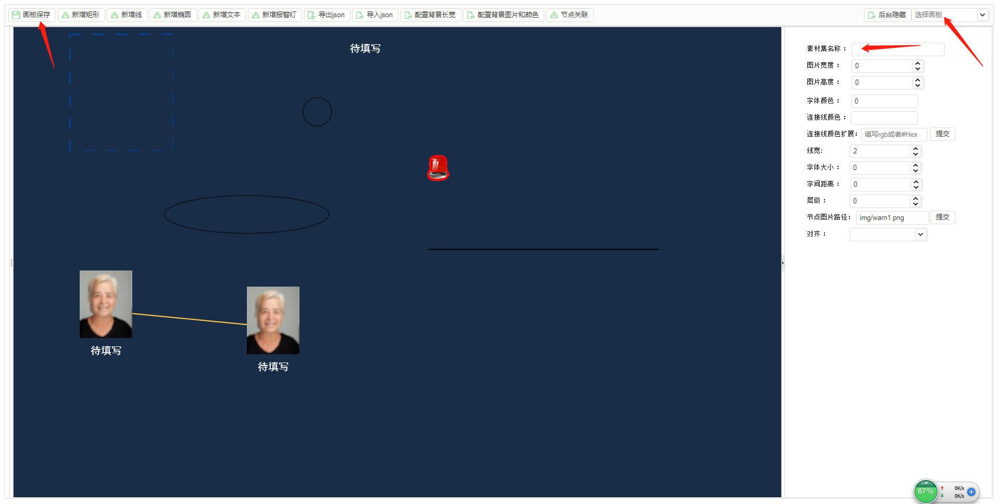 画板保存 新增矩形 新增线 新增椭圆 新增文本 新增报警灯 导出json 导入json 配置背景长宽 配置背景图片和颜色 节点关联 后台隐藏 选择画板
待填写
素材集名称：
图片宽度： 0
图片高度： 0
字体颜色： 0
连接线颜色：
连接线颜色扩展： 填写rgb或者#Hex 提交
线宽: 2
字体大小： 0
字间距离： 0
层级： 0
节点图片路径： img/warn1.png 提交
对齐：
待填写
待填写
67% 0K/s
0K/s